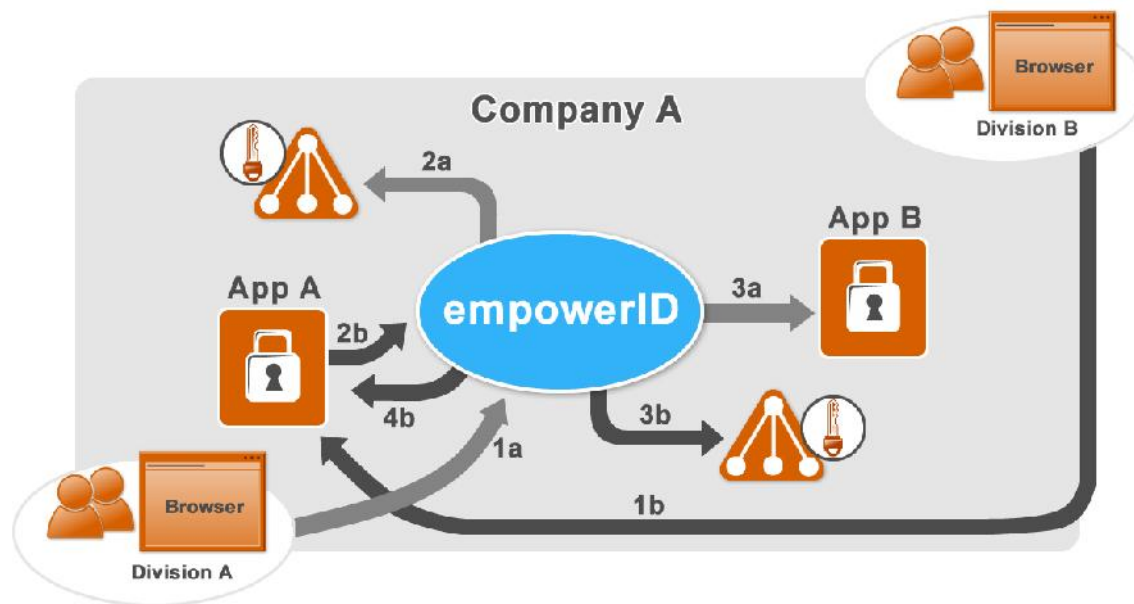 Company A
Browser
Division B
2a
App B
App A
empowerID
3a
2b
4b
3b
1a
1b
Browser
Division A